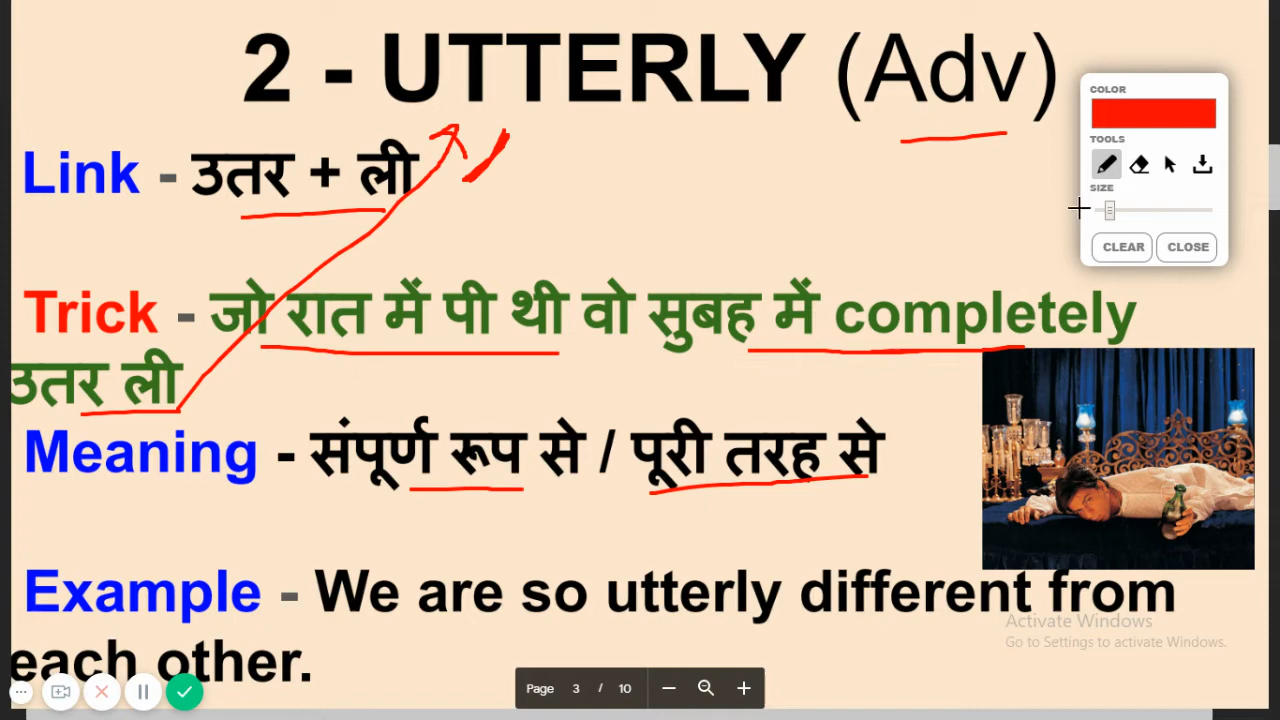 2 - UTTERLY (Adv)
Link - उतर + ली
Trick - जो रात में पी थी वो सुबह में completely
उतर ली
Meaning - संपूर्ण रूप से / पूरी तरह से
Example - We are so utterly different from
each other.
COLOR
TOOLS
SIZE
CLEAR CLOSE
Activate Windows
Go to Settings to activate Windows.
Page 3 / 10